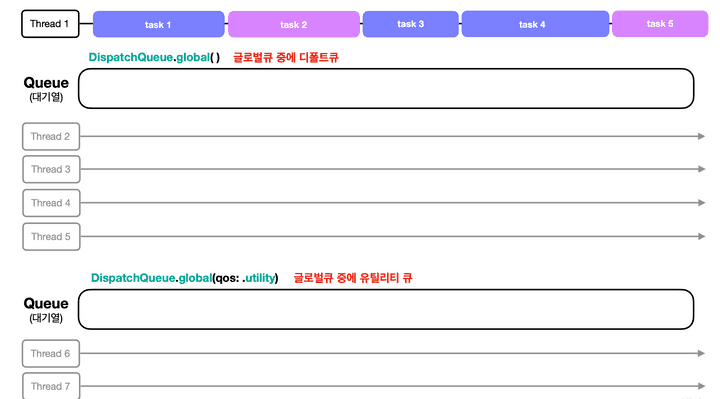 Thread 1 task 1 task 2 task 3 task 4 task 5
DispatchQueue.global( ) 글로벌큐 중에 디폴트큐
Queue
(대기열)
Thread 2
Thread 3
Thread 4
Thread 5
DispatchQueue.global(qos: .utility) 글로벌큐 중에 유틸리티 큐
Queue
(대기열)
Thread 6
Thread 7